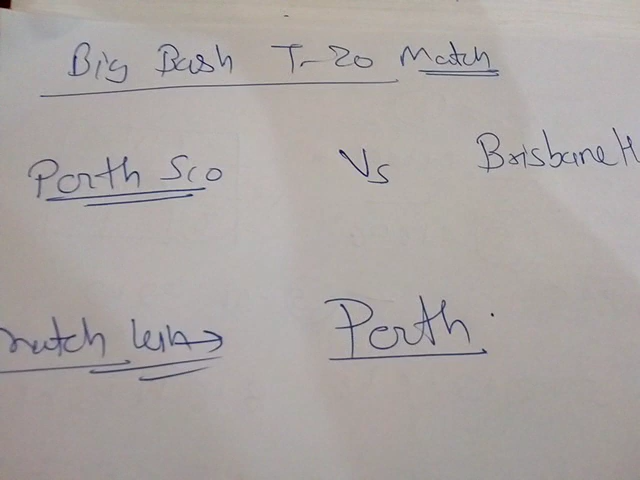 Big Bash T-20 Match
Perth Sco Vs Brisbane H
match win → Perth.